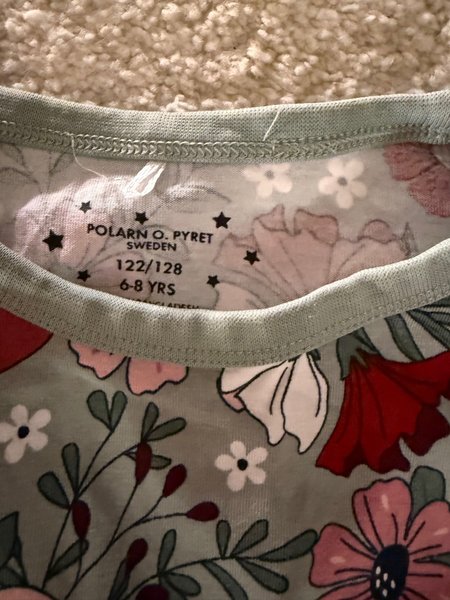 POLARN O. PYRET
SWEDEN
122/128
6-8 YRS